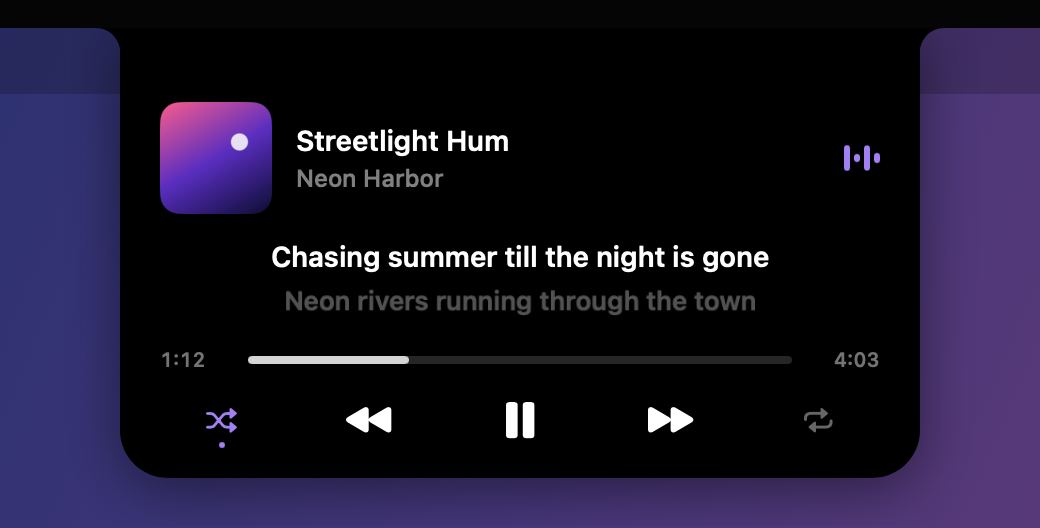 Streetlight Hum
Neon Harbor
Chasing summer till the night is gone
Neon rivers running through the town
1:12
4:03